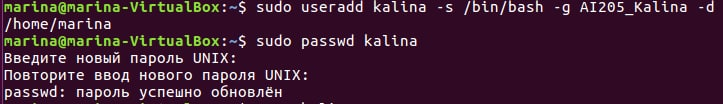 marina@marina-VirtualBox:~$ sudo useradd kalina -s /bin/bash -g AI205_Kalina -d
/home/marina
marina@marina-VirtualBox:~$ sudo passwd kalina
Введите новый пароль UNIX:
Повторите ввод нового пароля UNIX:
passwd: пароль успешно обновлён